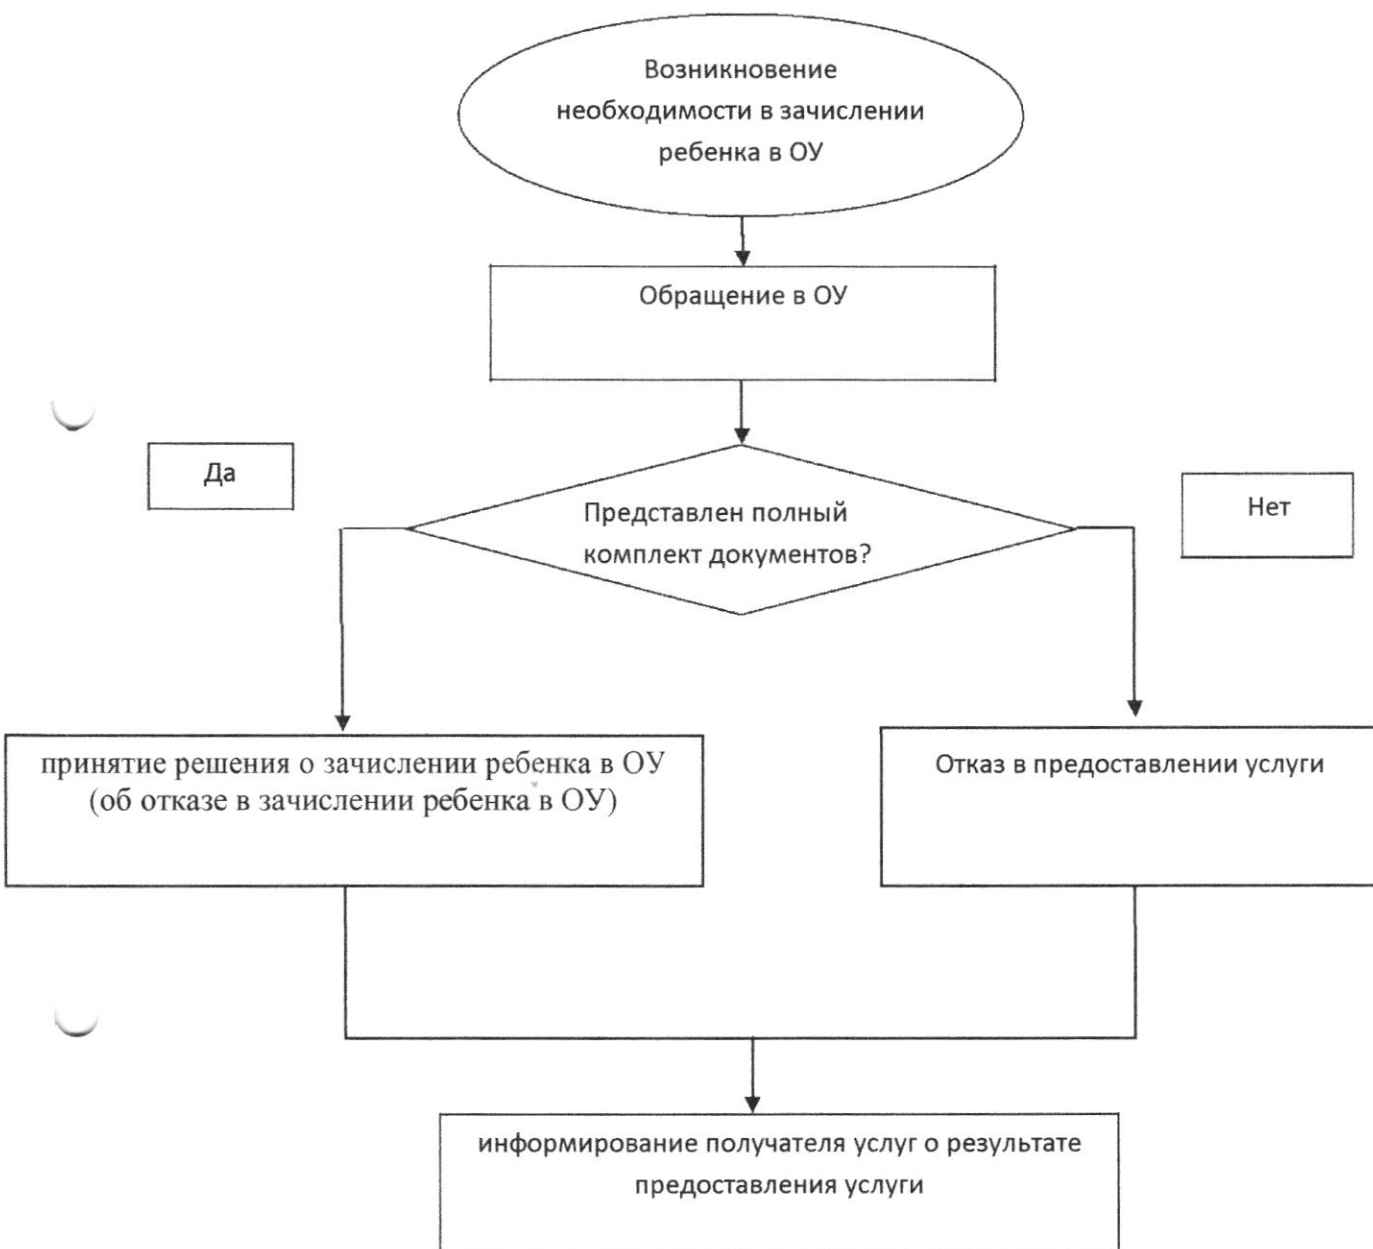 Возникновение
необходимости в зачислении
ребенка в ОУ
Обращение в ОУ
Да
Представлен полный
комплект документов?
Нет
принятие решения о зачислении ребенка в ОУ
(об отказе в зачислении ребенка в ОУ)
Отказ в предоставлении услуги
информирование получателя услуг о результате
предоставления услуги